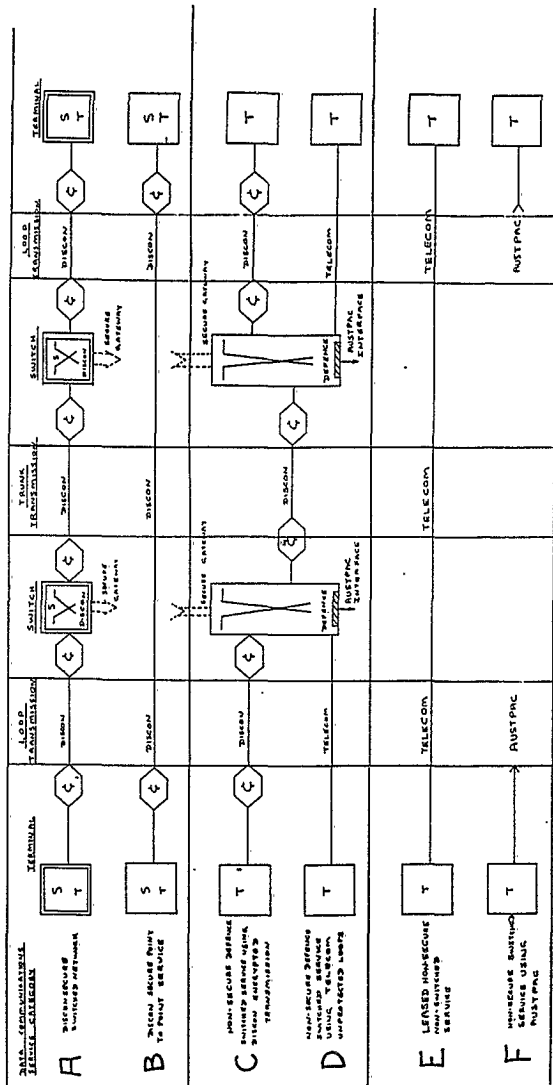 DATA COMMUNICATIONS
SERVICE CATEGORY
TERMINAL
LOOP
TRANSMISSION
SWITCH
TRUNK
TRANSMISSION
SWITCH
LOOP
TRANSMISSION
TERMINAL
A
DISCON SECURE
SWITCHED NETWORK
S
T
C
DISCON
C
S
DISCON
SECURE
GATEWAY
C
DISCON
C
S
DISCON
SECURE
GATEWAY
C
DISCON
C
S
T
B
DISCON SECURE POINT
TO POINT SERVICE
S
T
C
DISCON
DISCON
DISCON
C
S
T
C
NON-SECURE DEFENCE
SWITCHED SERVICE USING
DISCON ENCRYPTED
TRANSMISSION
T
C
DISCON
C
SECURE GATEWAY
DEFENCE
AUSTPAC
INTERFACE
C
DISCON
C
SECURE GATEWAY
DEFENCE
AUSTPAC
INTERFACE
C
DISCON
C
T
D
NON-SECURE DEFENCE
SWITCHED SERVICE
USING TELECOM
UNPROTECTED LOOPS
T
TELECOM
TELECOM
T
E
LEASED NON-SECURE
NON-SWITCHED
SERVICE
T
TELECOM
TELECOM
TELECOM
T
F
NON-SECURE SWITCHED
SERVICE USING
AUSTPAC
T
AUSTPAC
AUSTPAC
T